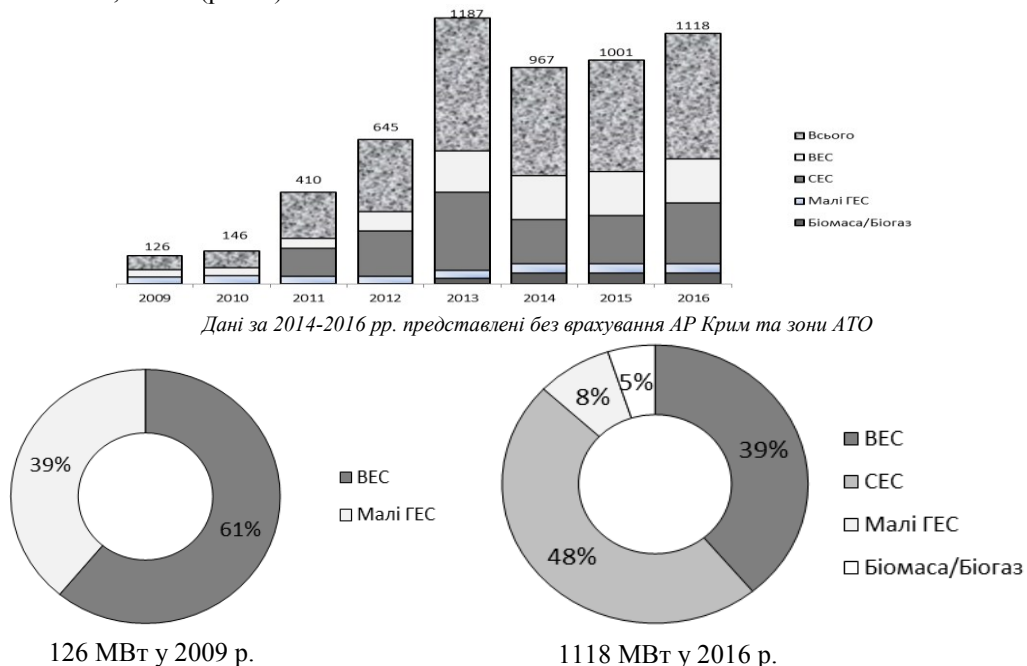 1187
1118
1001
967
645
410
146
126
Всього
ВЕС
СЕС
Малі ГЕС
Біомаса/Біогаз
2009 2010 2011 2012 2013 2014 2015 2016
Дані за 2014-2016 рр. представлені без врахування АР Крим та зони АТО
39%
61%
ВЕС
Малі ГЕС
5%
8%
39%
48%
ВЕС
СЕС
Малі ГЕС
Біомаса/Біогаз
126 МВт у 2009 р.
1118 МВт у 2016 р.